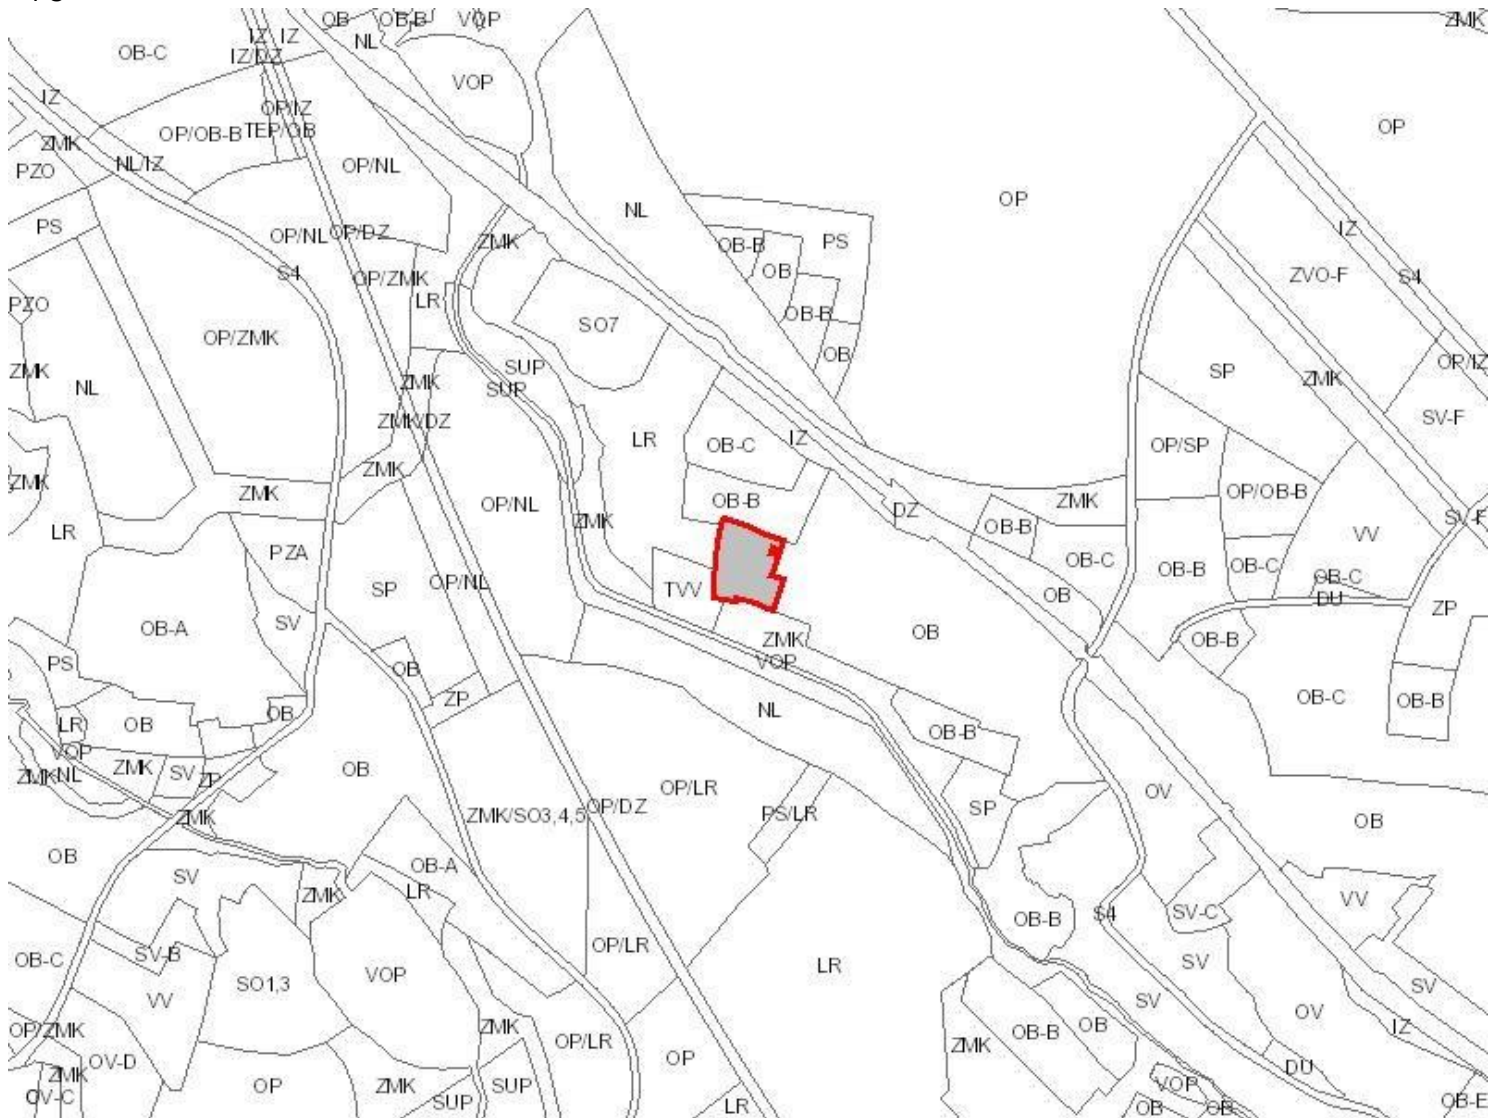 OB
OB-B
VOP
IZ
IZ
NL
ZMK
OB-C
IZ/DZ
VOP
IZ
OP/IZ
OP/OB-B
TEP/OB
OP
ZMK
NL/IZ
OP/NL
PZO
OP
NL
PS
OP/NL
OP/DZ
ZMK
OB-B
PS
IZ
S4
OP/ZMK
OB
ZVO-F
S4
PZO
LR
OB-B
SO7
OP/ZMK
OB
OP/IZ
SUP
SP
ZMK
ZMK
NL
ZMK
SUP
ZMK/DZ
SV-F
LR
IZ
OB-C
OP/SP
ZMK
ZMK
ZMK
OP/NL
OB-B
ZMK
OP/OB-B
DZ
ZMK
OB-B
SV-F
LR
VV
PZA
OB-C
OB-B
OB-C
OB-C
SP
OP/NL
TVV
OB
DU
ZP
OB-A
SV
OB
ZMK
OB-B
PS
VOP
OB
ZP
OB-C
OB-B
LR
OB
OB
NL
OB-B
VOP
ZMK
SV
ZP
OB
ZMK
NL
OP/LR
OV
ZMK
ZMK/SO3,4,5
OP/DZ
PS/LR
SP
OB
OB
OB-A
SV
ZMK
LR
VV
OB-B
S4
SV-C
OB-C
SV-B
OP/LR
LR
SV
VV
SO1,3
VOP
SV
SV
OV
OP/ZMK
ZMK
OP/LR
OB-B
OB
IZ
ZMK
OV-D
OP
DU
ZMK
OP
ZMK
SUP
VOP
OV-C
SUP
LR
OB
OB
OB-E